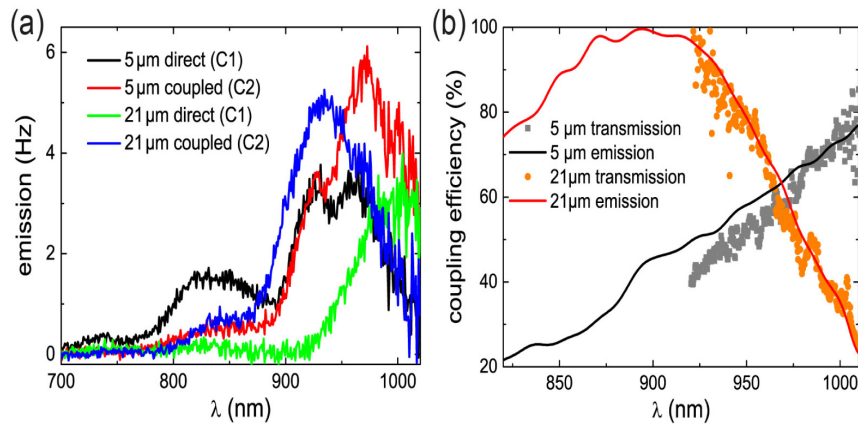 (a)
6
4
2
0
emission (Hz)
5 µm direct (C1)
5 µm coupled (C2)
21 µm direct (C1)
21 µm coupled (C2)
700 800 900 1000
λ (nm)
(b)
100
80
60
40
20
coupling efficiency (%)
5 µm transmission
5 µm emission
21µm transmission
21µm emission
850 900 950 1000
λ (nm)